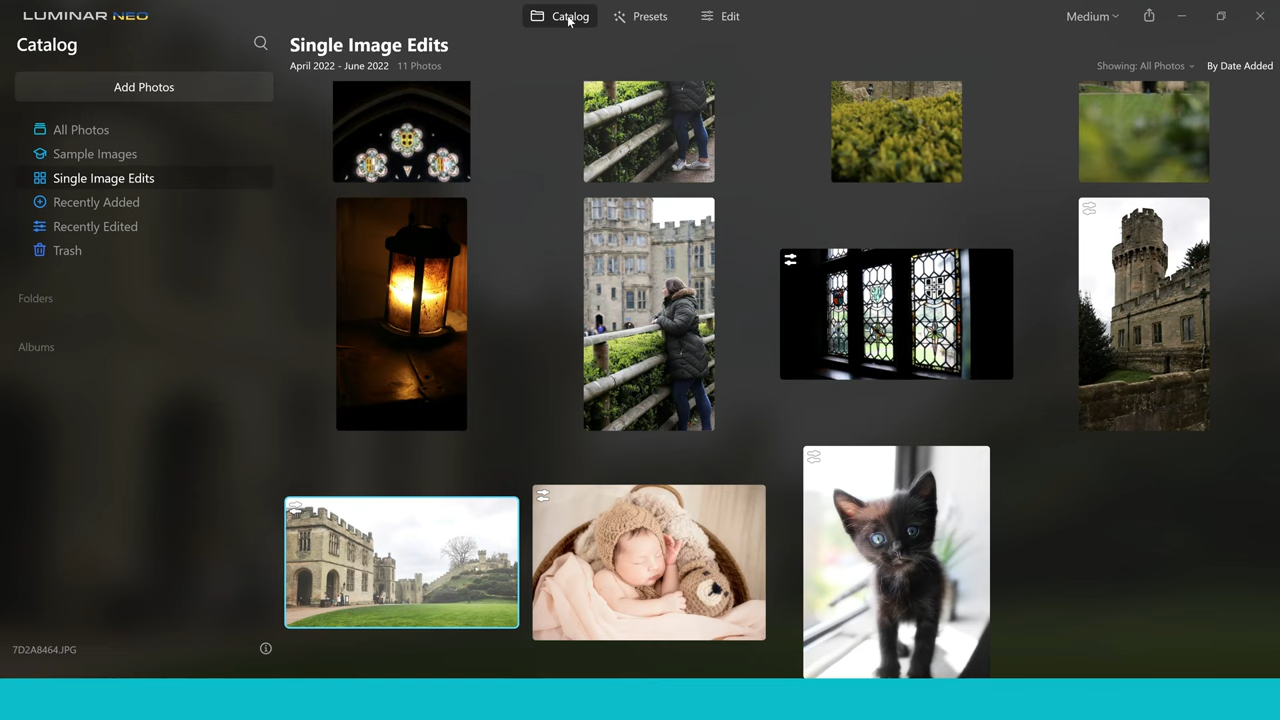 LUMINAR NEO
Catalog
Presets
Edit
Medium
Catalog
Single Image Edits
April 2022 - June 2022 11 Photos
Showing: All Photos
By Date Added
Add Photos
All Photos
Sample Images
Single Image Edits
Recently Added
Recently Edited
Trash
Folders
Albums
7D2A8464.JPG